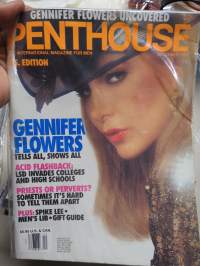 GENNIFER FLOWERS UNCOVERED
PENTHOUSE
INTERNATIONAL MAGAZINE FOR MEN
S. EDITION
GENNIFER
FLOWERS
TELLS ALL, SHOWS ALL
ACID FLASHBACK:
LSD INVADES COLLEGES
AND HIGH SCHOOLS
PRIESTS OR PERVERTS?
SOMETIMES IT'S HARD
TO TELL THEM APART
PLUS: SPIKE LEE•
MEN'S LIB•GIFT GUIDE